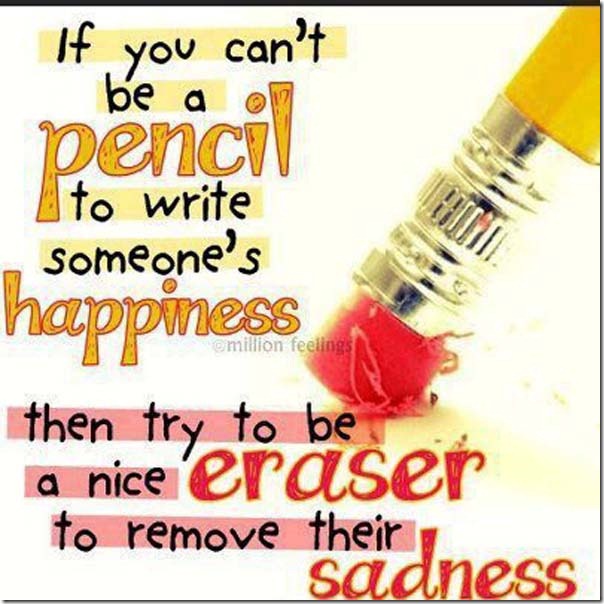 If you can't
be a
pencil
to write
someone's
happiness
©million feelings
then try to be
a nice eraser
to remove their
sadness